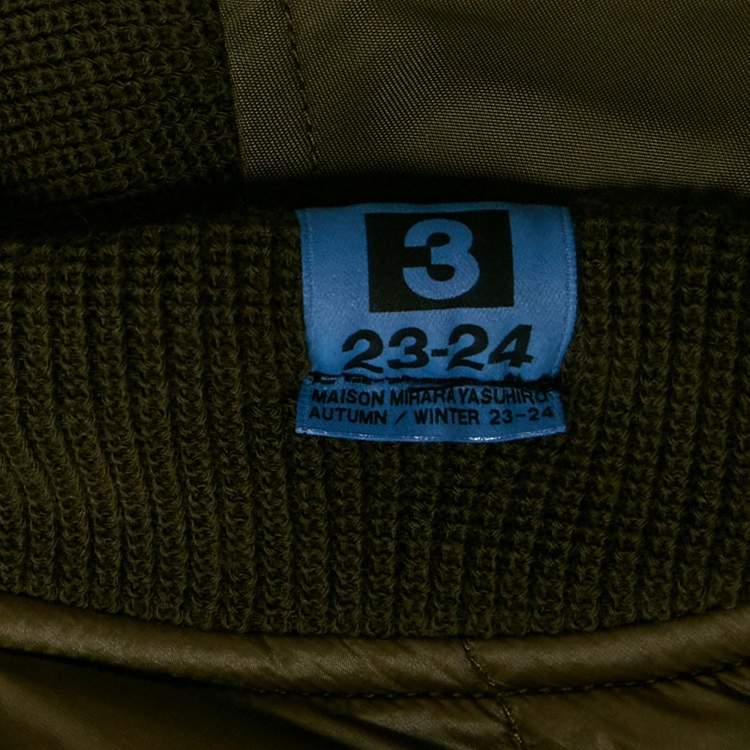 3
23-24
MAISON MIHARAYASUHIRO
AUTUMN / WINTER 23-24